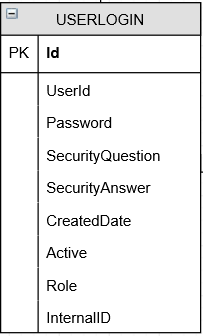 USERLOGIN
PK Id
UserId
Password
SecurityQuestion
SecurityAnswer
CreatedDate
Active
Role
InternalID